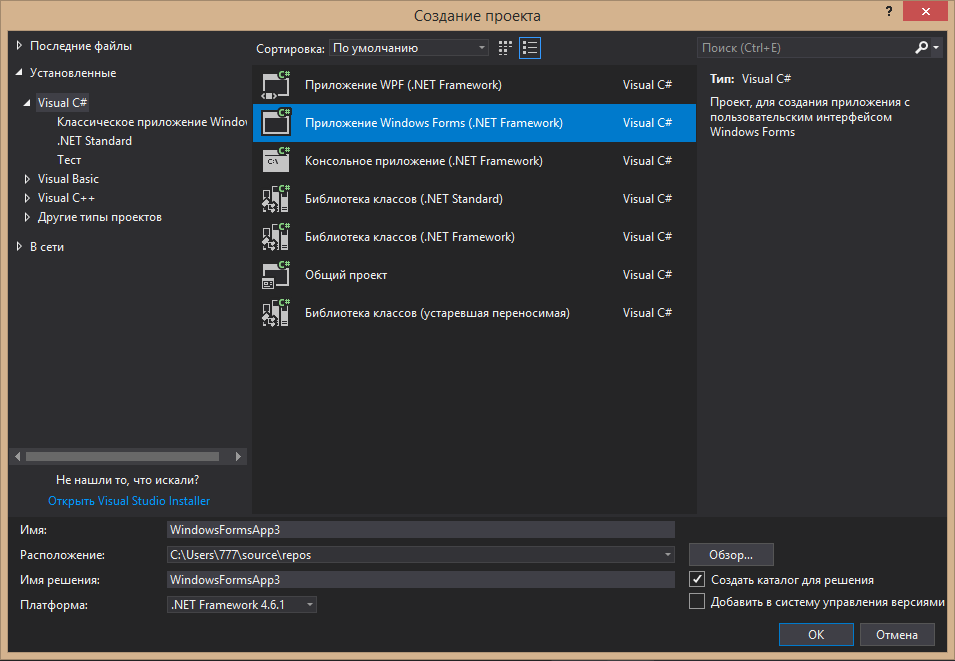 Создание проекта
?
Последние файлы
Установленные
Visual C#
Классическое приложение Windov
.NET Standard
Тест
Visual Basic
Visual C++
Другие типы проектов
В сети
Не нашли то, что искали?
Открыть Visual Studio Installer
Сортировка: По умолчанию
C# Приложение WPF (.NET Framework) Visual C#
C# Приложение Windows Forms (.NET Framework) Visual C#
C# C:\ Консольное приложение (.NET Framework) Visual C#
C# Библиотека классов (.NET Standard) Visual C#
C# Библиотека классов (.NET Framework) Visual C#
C# Общий проект Visual C#
C# Библиотека классов (устаревшая переносимая) Visual C#
Поиск (Ctrl+E)
Тип: Visual C#
Проект, для создания приложения с
пользовательским интерфейсом
Windows Forms
Имя: WindowsFormsApp3
Расположение: C:\Users\777\source\repos
Обзор...
Имя решения: WindowsFormsApp3
Создать каталог для решения
Платформа: .NET Framework 4.6.1
Добавить в систему управления версиями
ОК
Отмена